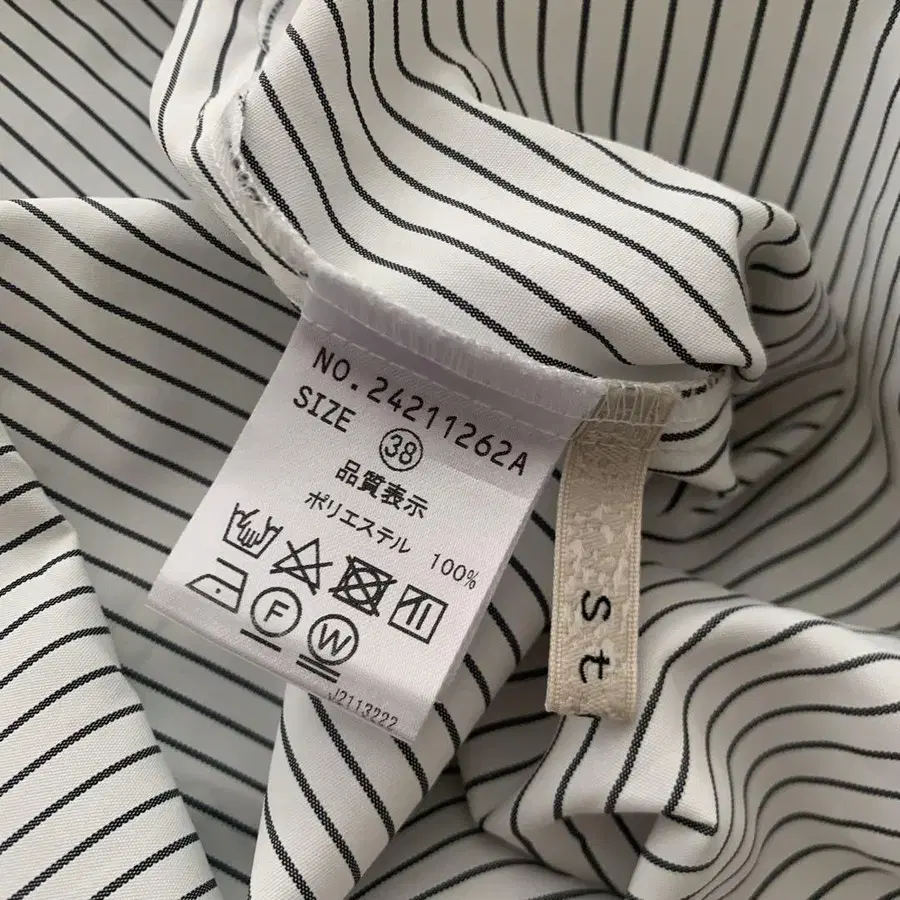 NO.24211262A
SIZE 38
品質表示
ポリエステル 100%
F
W
J2113222
st